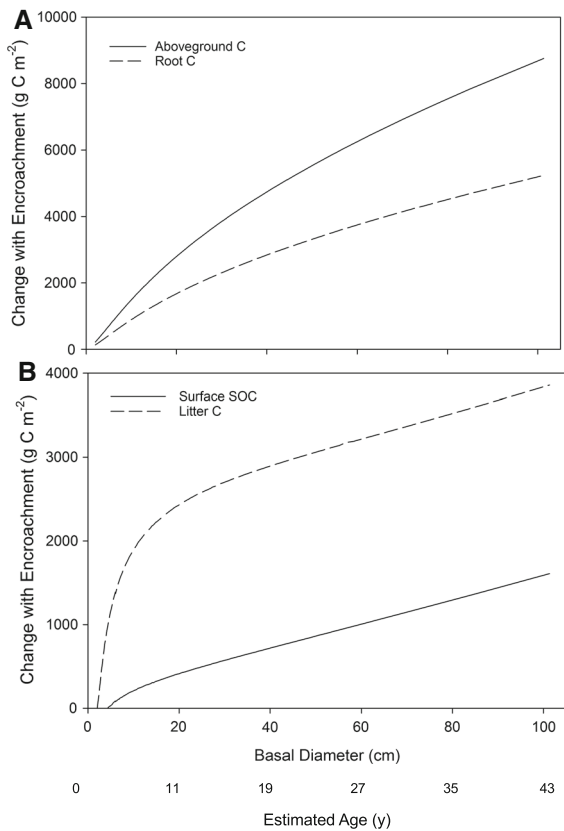 A
10000
8000
6000
4000
2000
0
Change with Encroachment (g C m-2)
Aboveground C
Root C
B
4000
3000
2000
1000
0
Change with Encroachment (g C m-2)
Surface SOC
Litter C
0 20 40 60 80 100
Basal Diameter (cm)
0 11 19 27 35 43
Estimated Age (y)